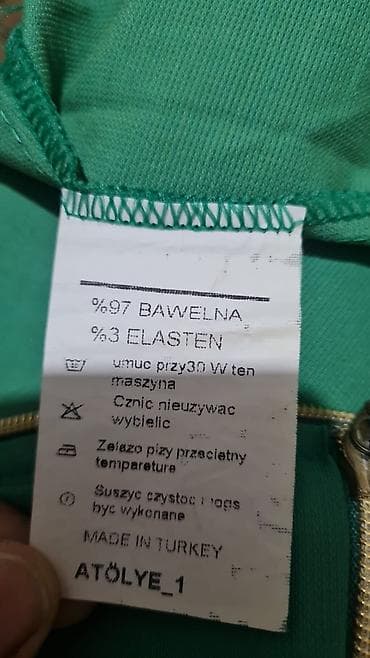 %97 BAWELNA
%3 ELASTEN
umuc przy30 W ten
maszyna
Cznic nieuzywac
wybielic
Zelazo pizy przecietny
temparature
Suszyc czystoc
byc wykonane
MADE IN TURKEY
ATÖLYE_1